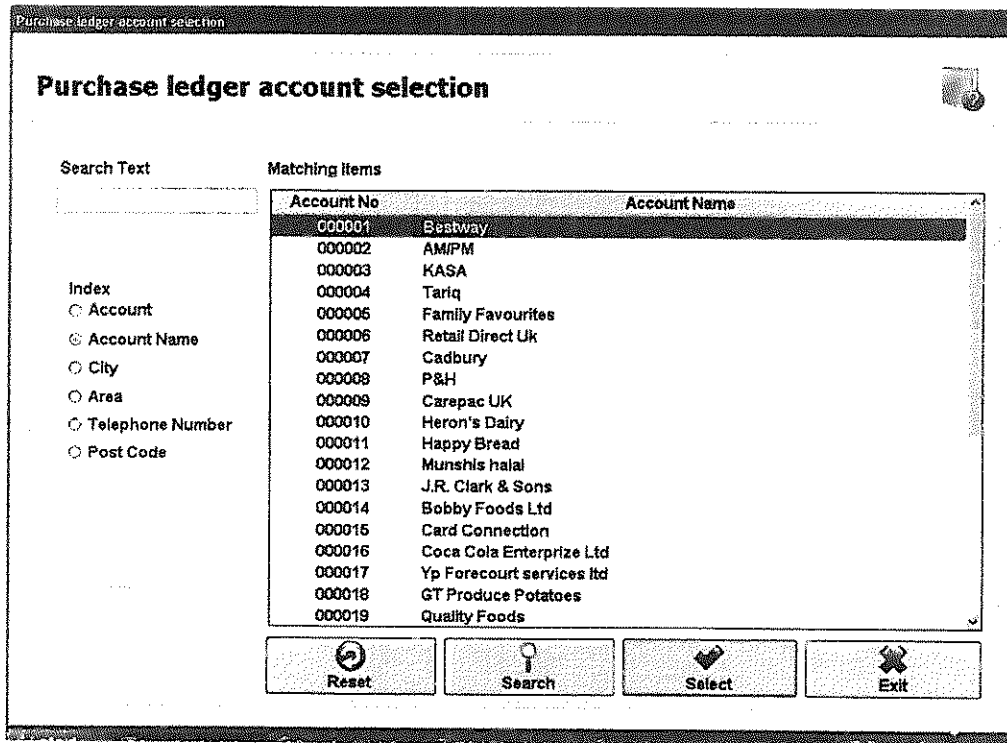 Purchase ledger account selection
Purchase ledger account selection
Search Text
Matching items
Account No Account Name
000001 Bestway
000002 AM/PM
000003 KASA
000004 Tariq
000005 Family Favourites
000006 Retail Direct Uk
000007 Cadbury
000008 P&H
000009 Carepac UK
000010 Heron's Dairy
000011 Happy Bread
000012 Munshis halal
000013 J.R. Clark & Sons
000014 Bobby Foods Ltd
000015 Card Connection
000016 Coca Cola Enterprize Ltd
000017 Yp Forecourt services ltd
000018 GT Produce Potatoes
000019 Quality Foods
Index
Account
Account Name
City
Area
Telephone Number
Post Code
Reset Search Select Exit